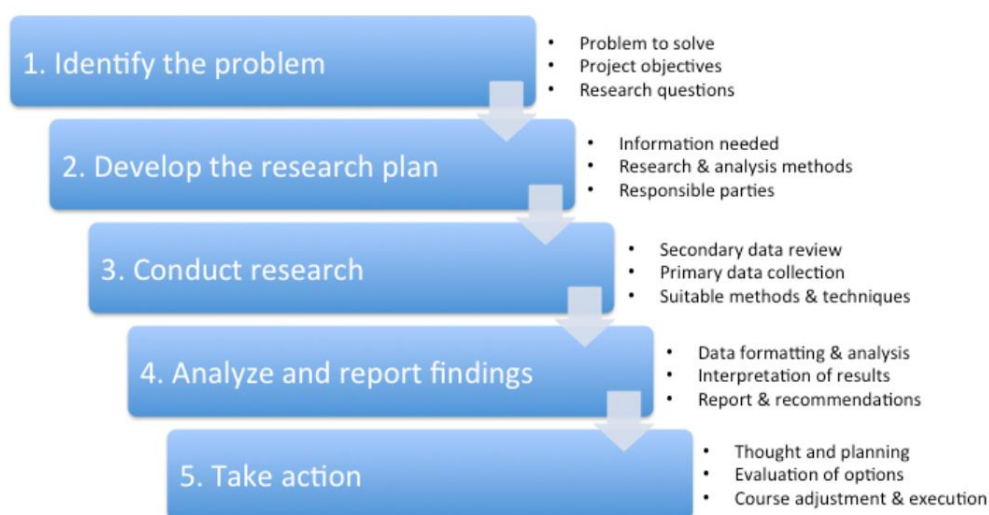 1. Identify the problem
• Problem to solve
• Project objectives
• Research questions
2. Develop the research plan
• Information needed
• Research & analysis methods
• Responsible parties
3. Conduct research
• Secondary data review
• Primary data collection
• Suitable methods & techniques
4. Analyze and report findings
• Data formatting & analysis
• Interpretation of results
• Report & recommendations
5. Take action
• Thought and planning
• Evaluation of options
• Course adjustment & execution